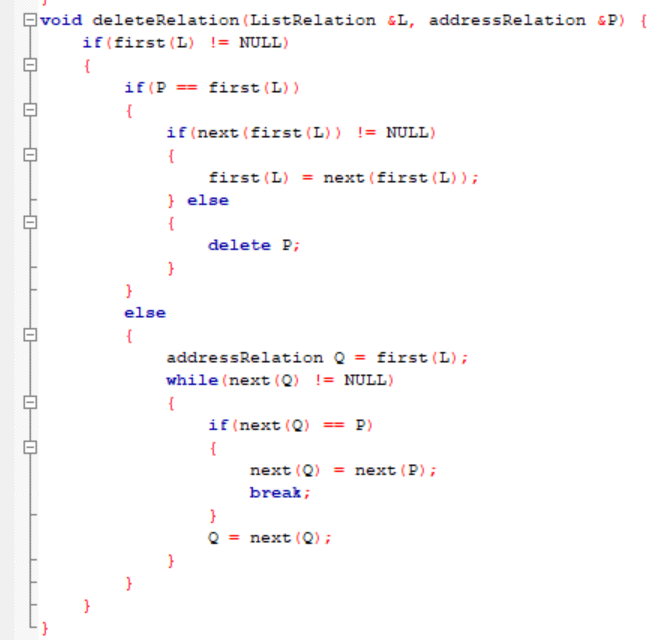 void deleteRelation(ListRelation &L, addressRelation &P) {
    if(first(L) != NULL)
    {
        if(P == first(L))
        {
            if(next(first(L)) != NULL)
            {
                first(L) = next(first(L));
            } else
            {
                delete P;
            }
        }
        else
        {
            addressRelation Q = first(L);
            while(next(Q) != NULL)
            {
                if(next(Q) == P)
                {
                    next(Q) = next(P);
                    break;
                }
                Q = next(Q);
            }
        }
    }
}